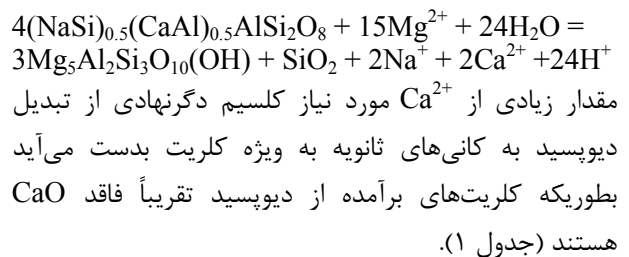 4(NaSi)₀.₅(CaAl)₀.₅AlSi₂O₈ + 15Mg²⁺ + 24H₂O =
3Mg₅Al₂Si₃O₁₀(OH) + SiO₂ + 2Na⁺ + 2Ca²⁺ +24H⁺
مقدار زیادی از Ca²⁺ مورد نیاز کلسیم دگرنهادی از تبدیل
دیوپسید به کانی‌های ثانویه به ویژه کلریت بدست می‌آید
بطوریکه کلریت‌های برآمده از دیوپسید تقریباً فاقد CaO
هستند (جدول ۱).